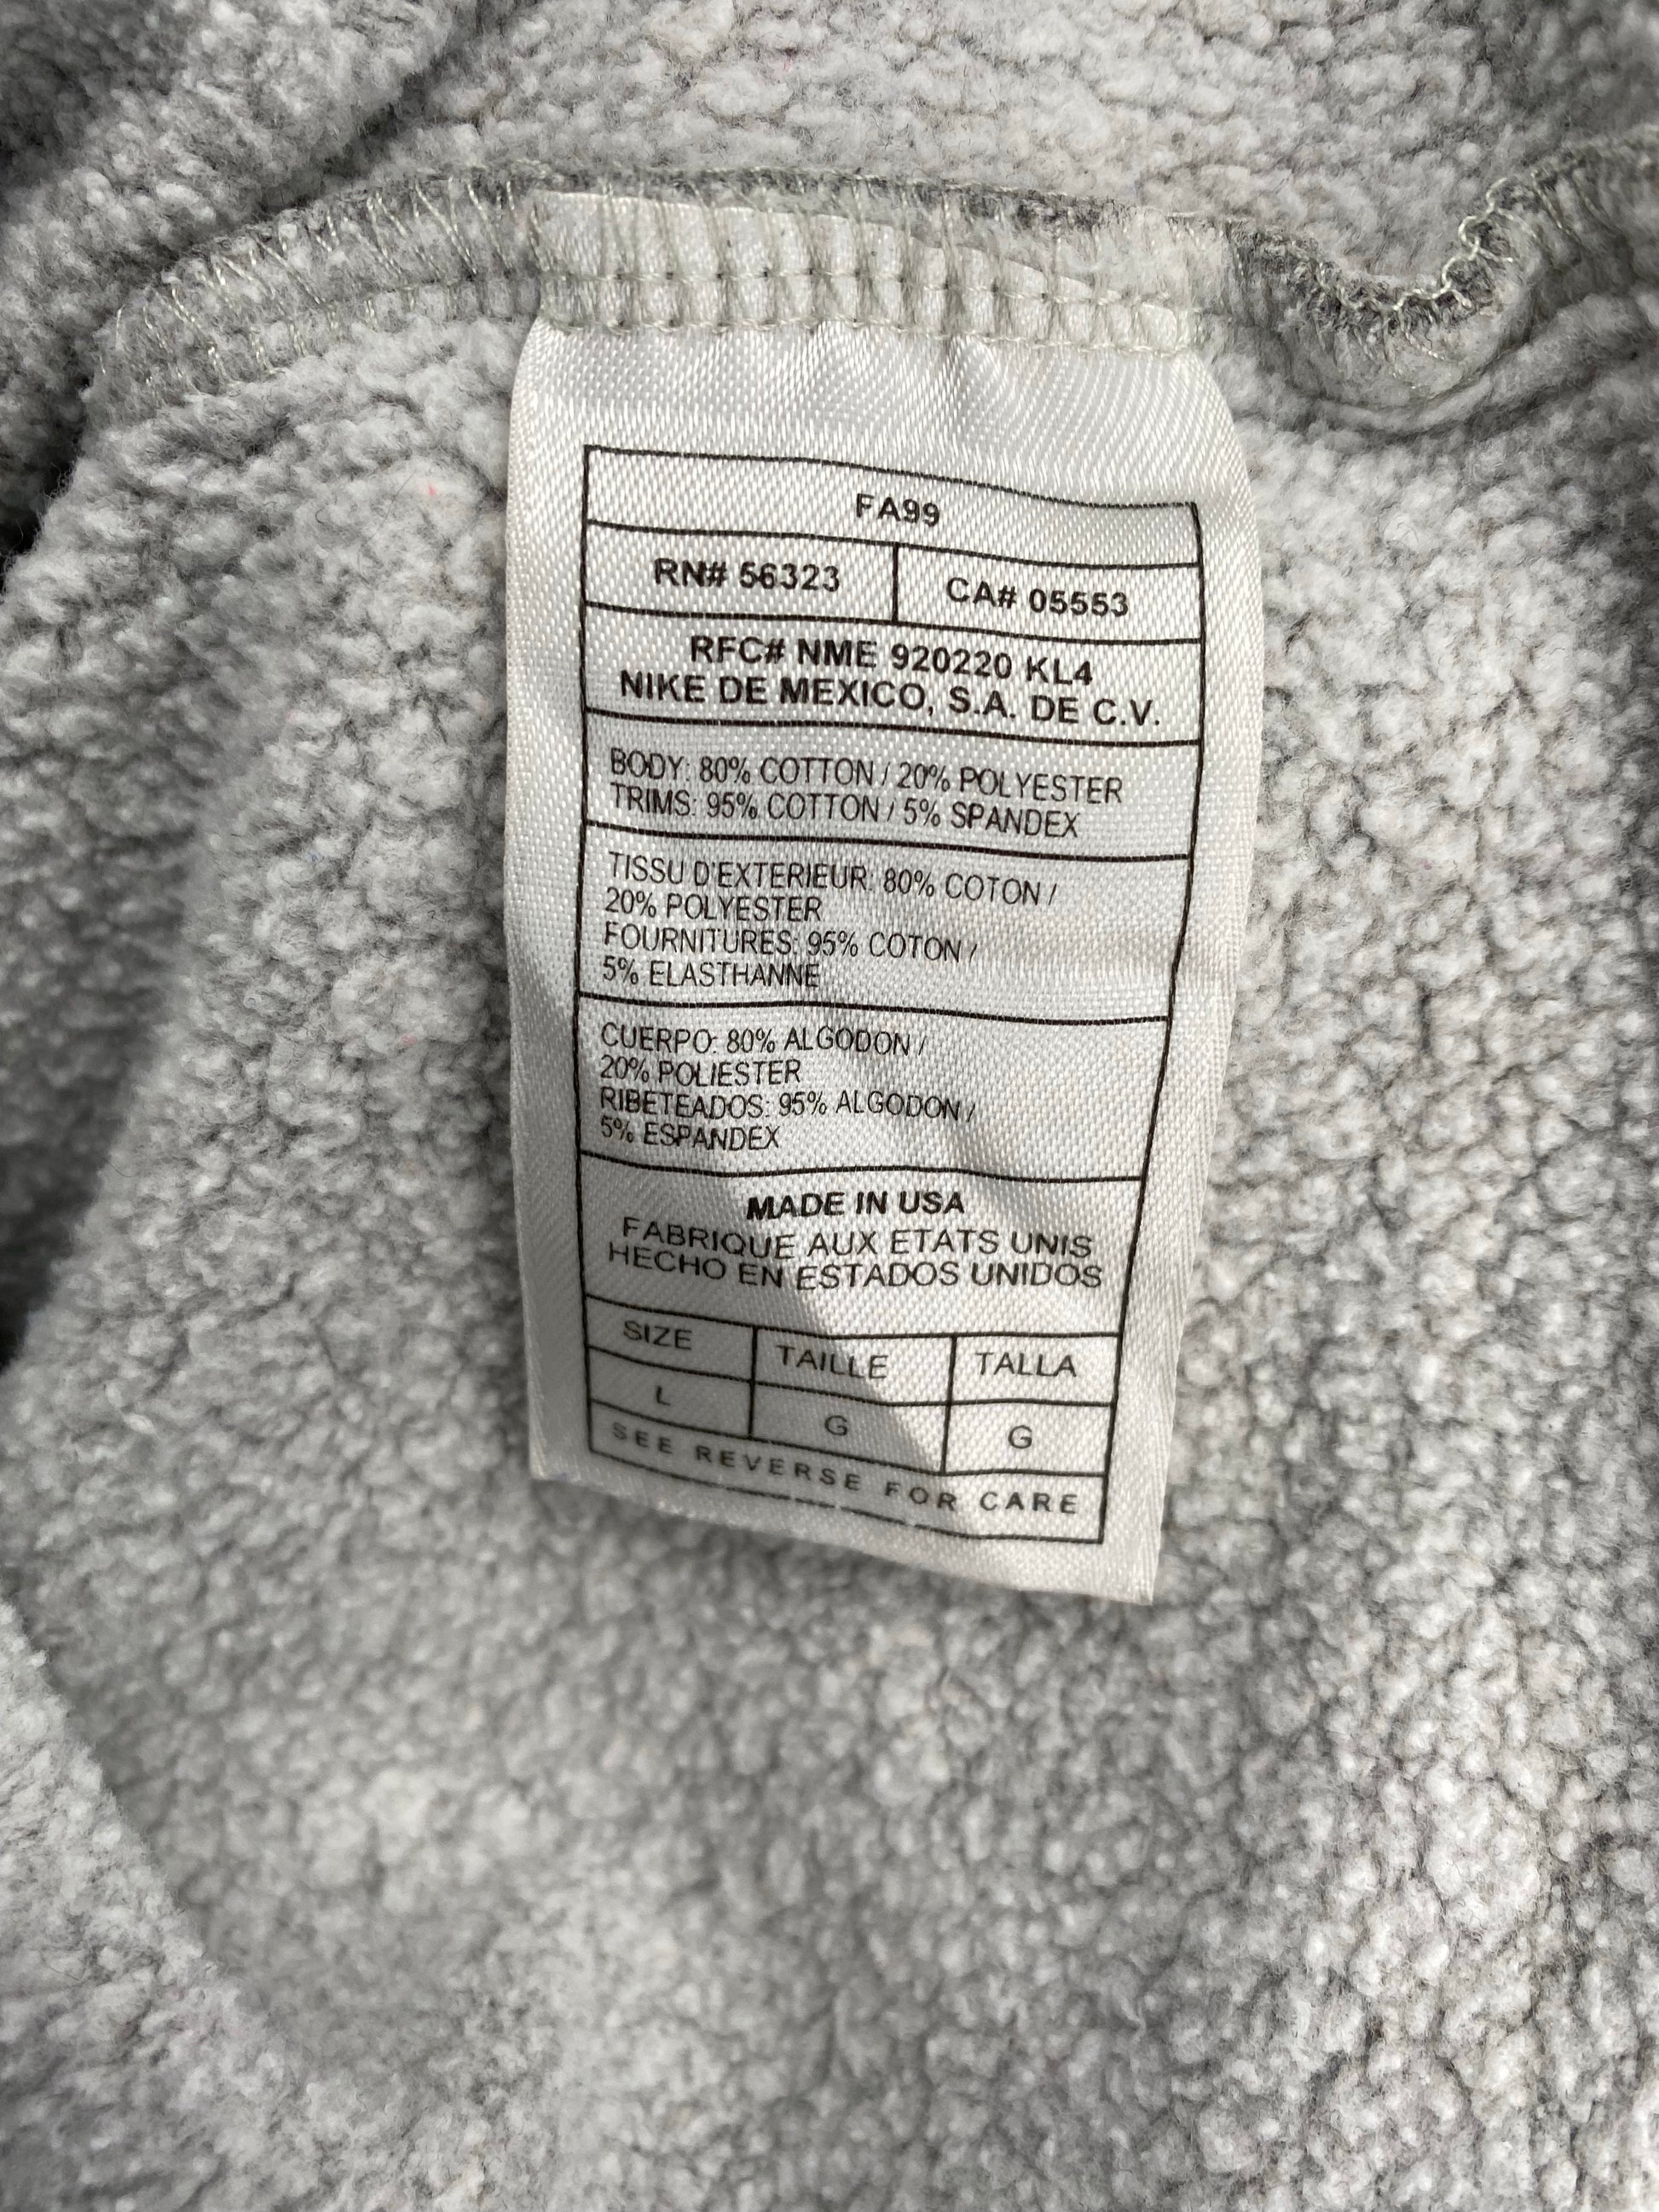 FA99
RN# 56323
CA# 05553
RFC# NME 920220 KL4
NIKE DE MEXICO, S.A. DE C.V.
BODY: 80% COTTON / 20% POLYESTER
TRIMS: 95% COTTON / 5% SPANDEX
TISSU D'EXTERIEUR: 80% COTON /
20% POLYESTER
FOURNITURES: 95% COTON /
5% ELASTHANNE
CUERPO: 80% ALGODON /
20% POLIESTER
RIBETEADOS: 95% ALGODON /
5% ESPANDEX
MADE IN USA
FABRIQUE AUX ETATS UNIS
HECHO EN ESTADOS UNIDOS
SIZE TAILLE TALLA
L G G
SEE REVERSE FOR CARE